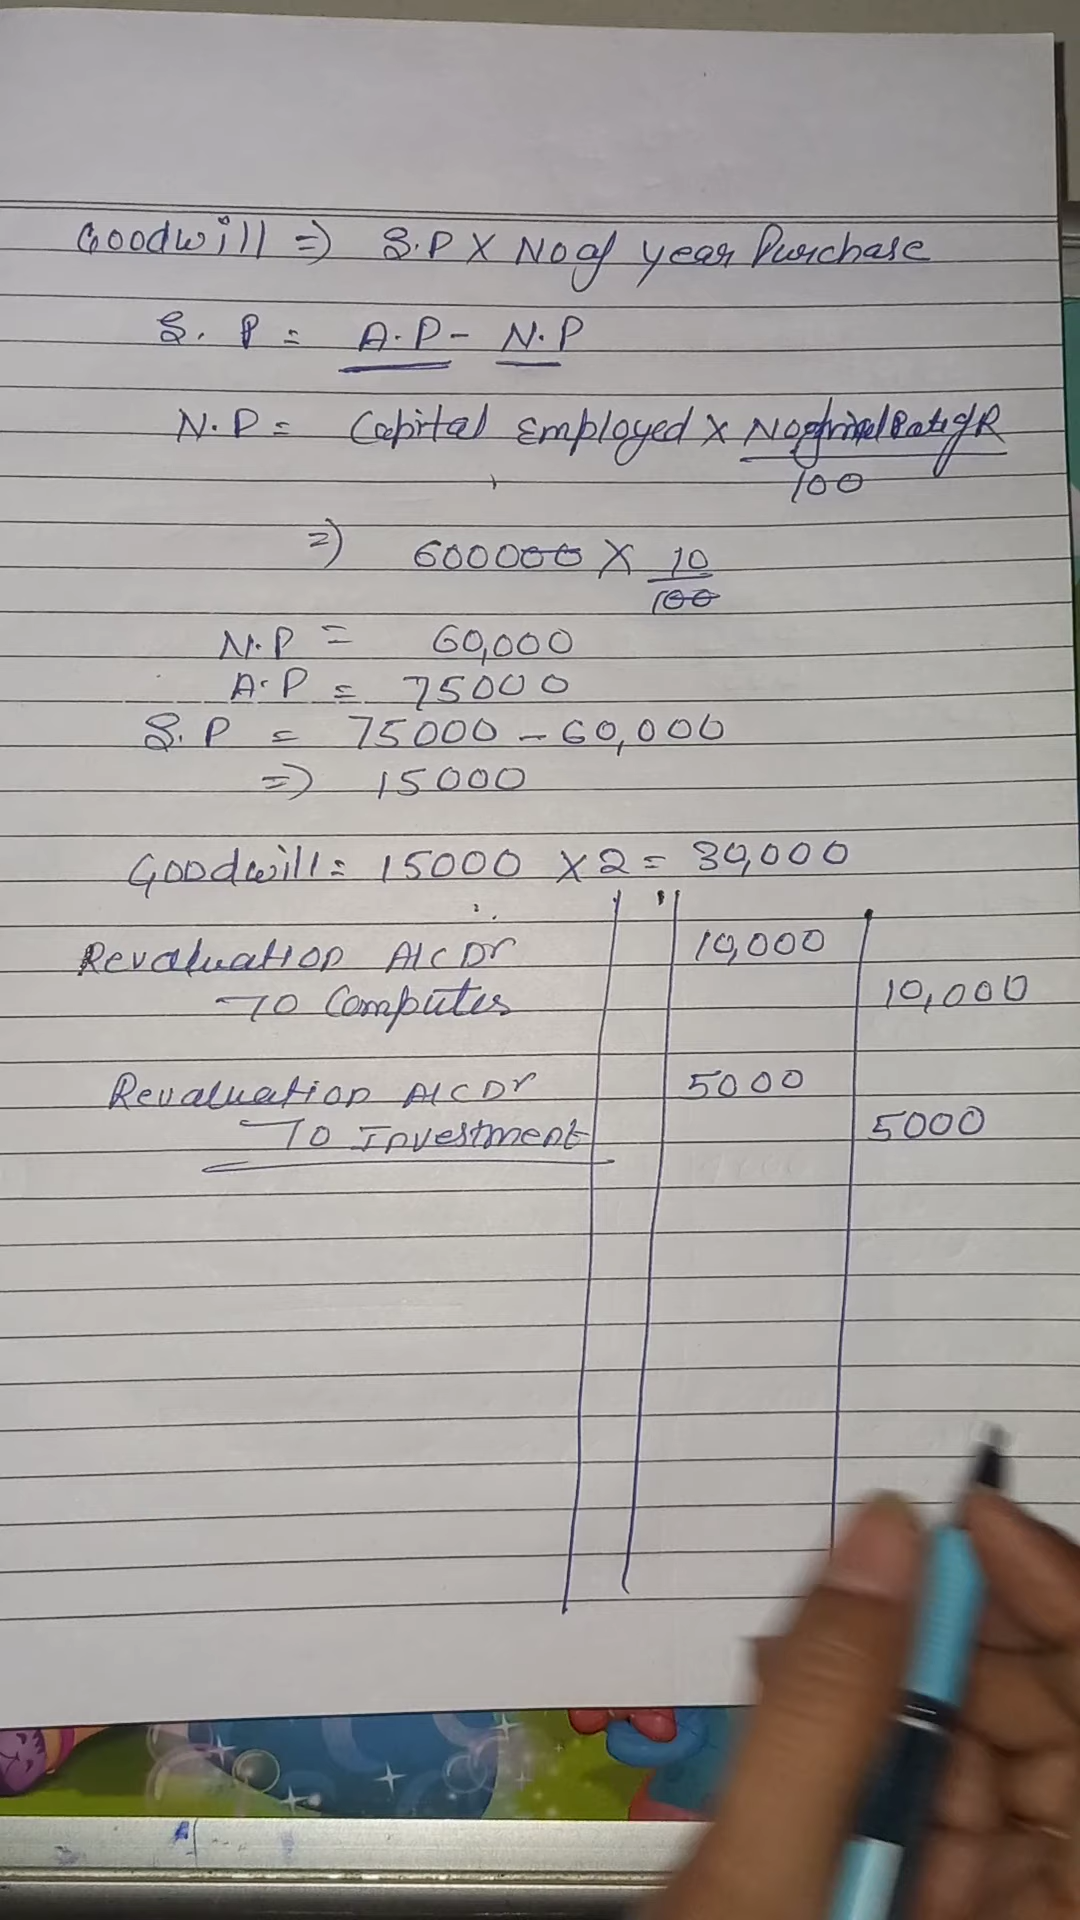 Goodwill => S.P X No of year Purchase
S. P = A.P - N.P
N.P = Capital Employed X
100
=> 600000 X 10
100
N.P = 60,000
A.P = 75000
S.P = 75000 - 60,000
=> 15000
Goodwill = 15000 X 2 = 30,000
Revaluation A/C Dr 10,000
To Computers 10,000
Revaluation A/C Dr 5000
To Investment 5000